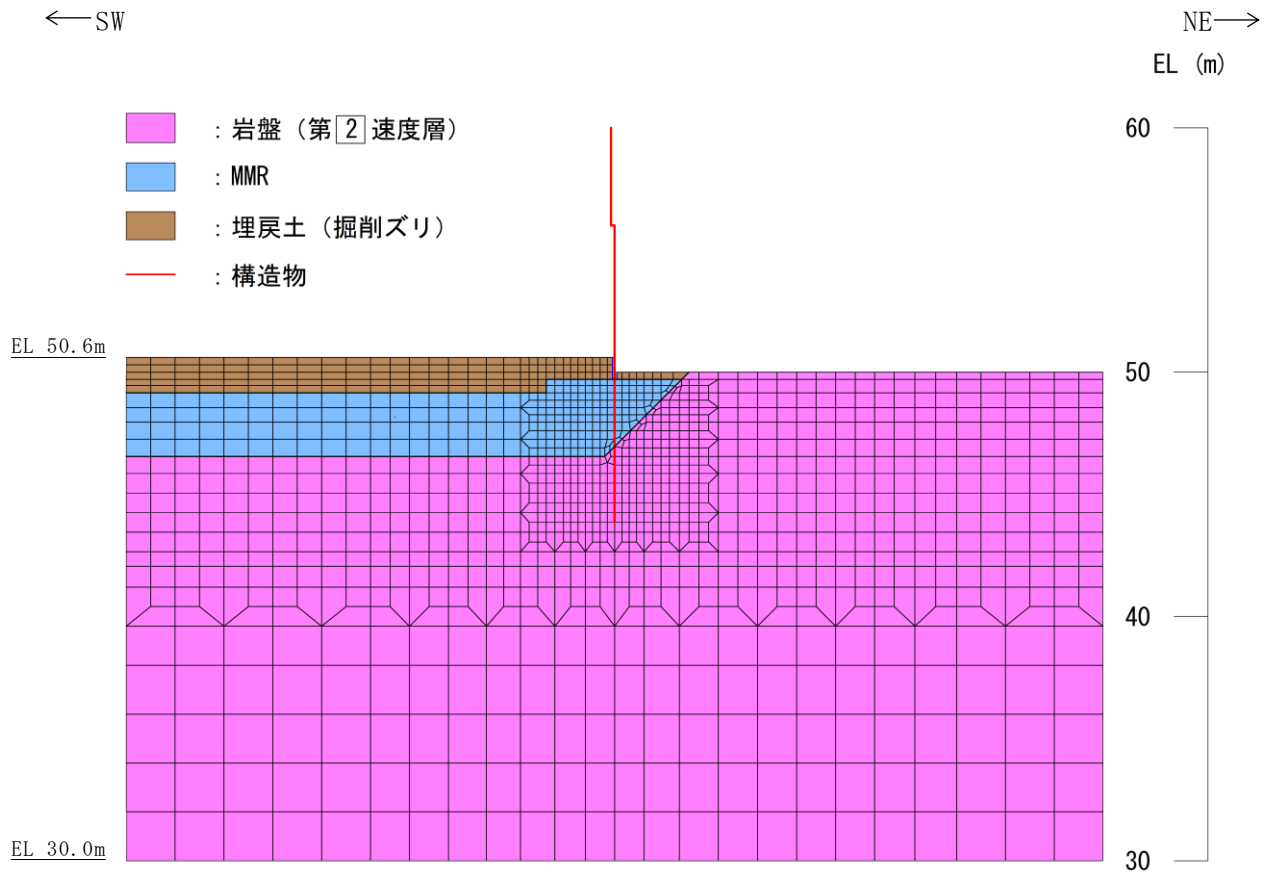 ←SW
NE→
EL (m)
: 岩盤（第2速度層）
: MMR
: 埋戻土（掘削ズリ）
: 構造物
60
EL 50.6m
50
40
EL 30.0m
30